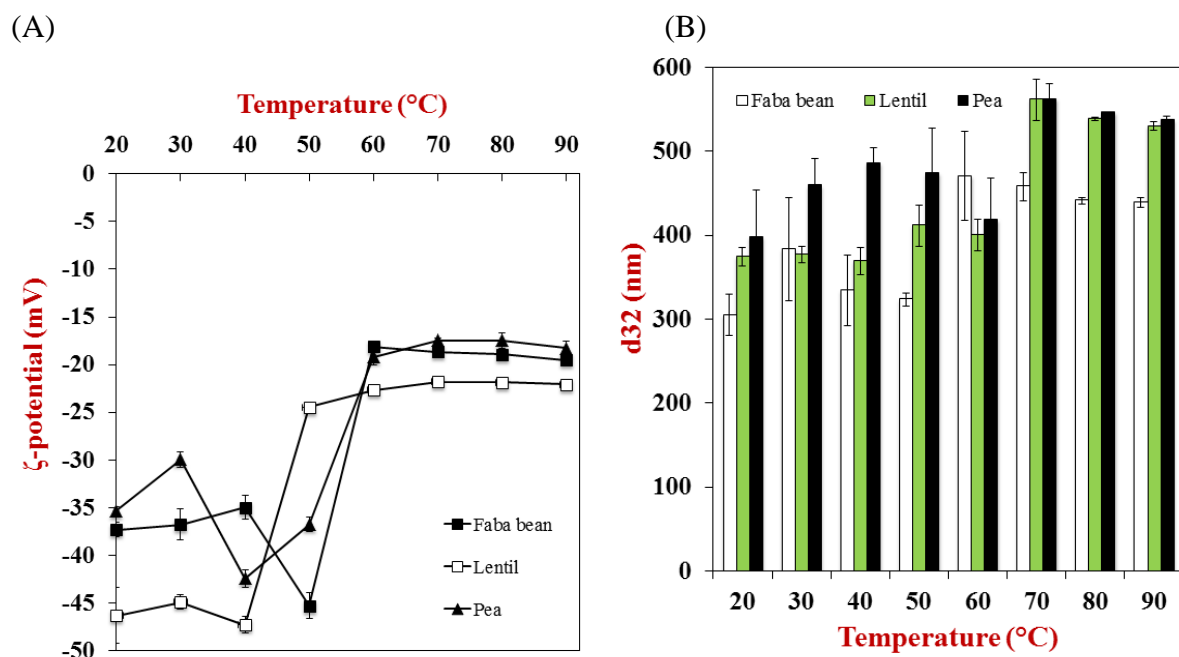 (A)
Temperature (°C)
20 30 40 50 60 70 80 90
0
-5
-10
-15
-20
-25
-30
-35
-40
-45
-50
ζ-potential (mV)
Faba bean
Lentil
Pea
(B)
600
500
400
300
200
100
0
d32 (nm)
Faba bean Lentil Pea
20 30 40 50 60 70 80 90
Temperature (°C)